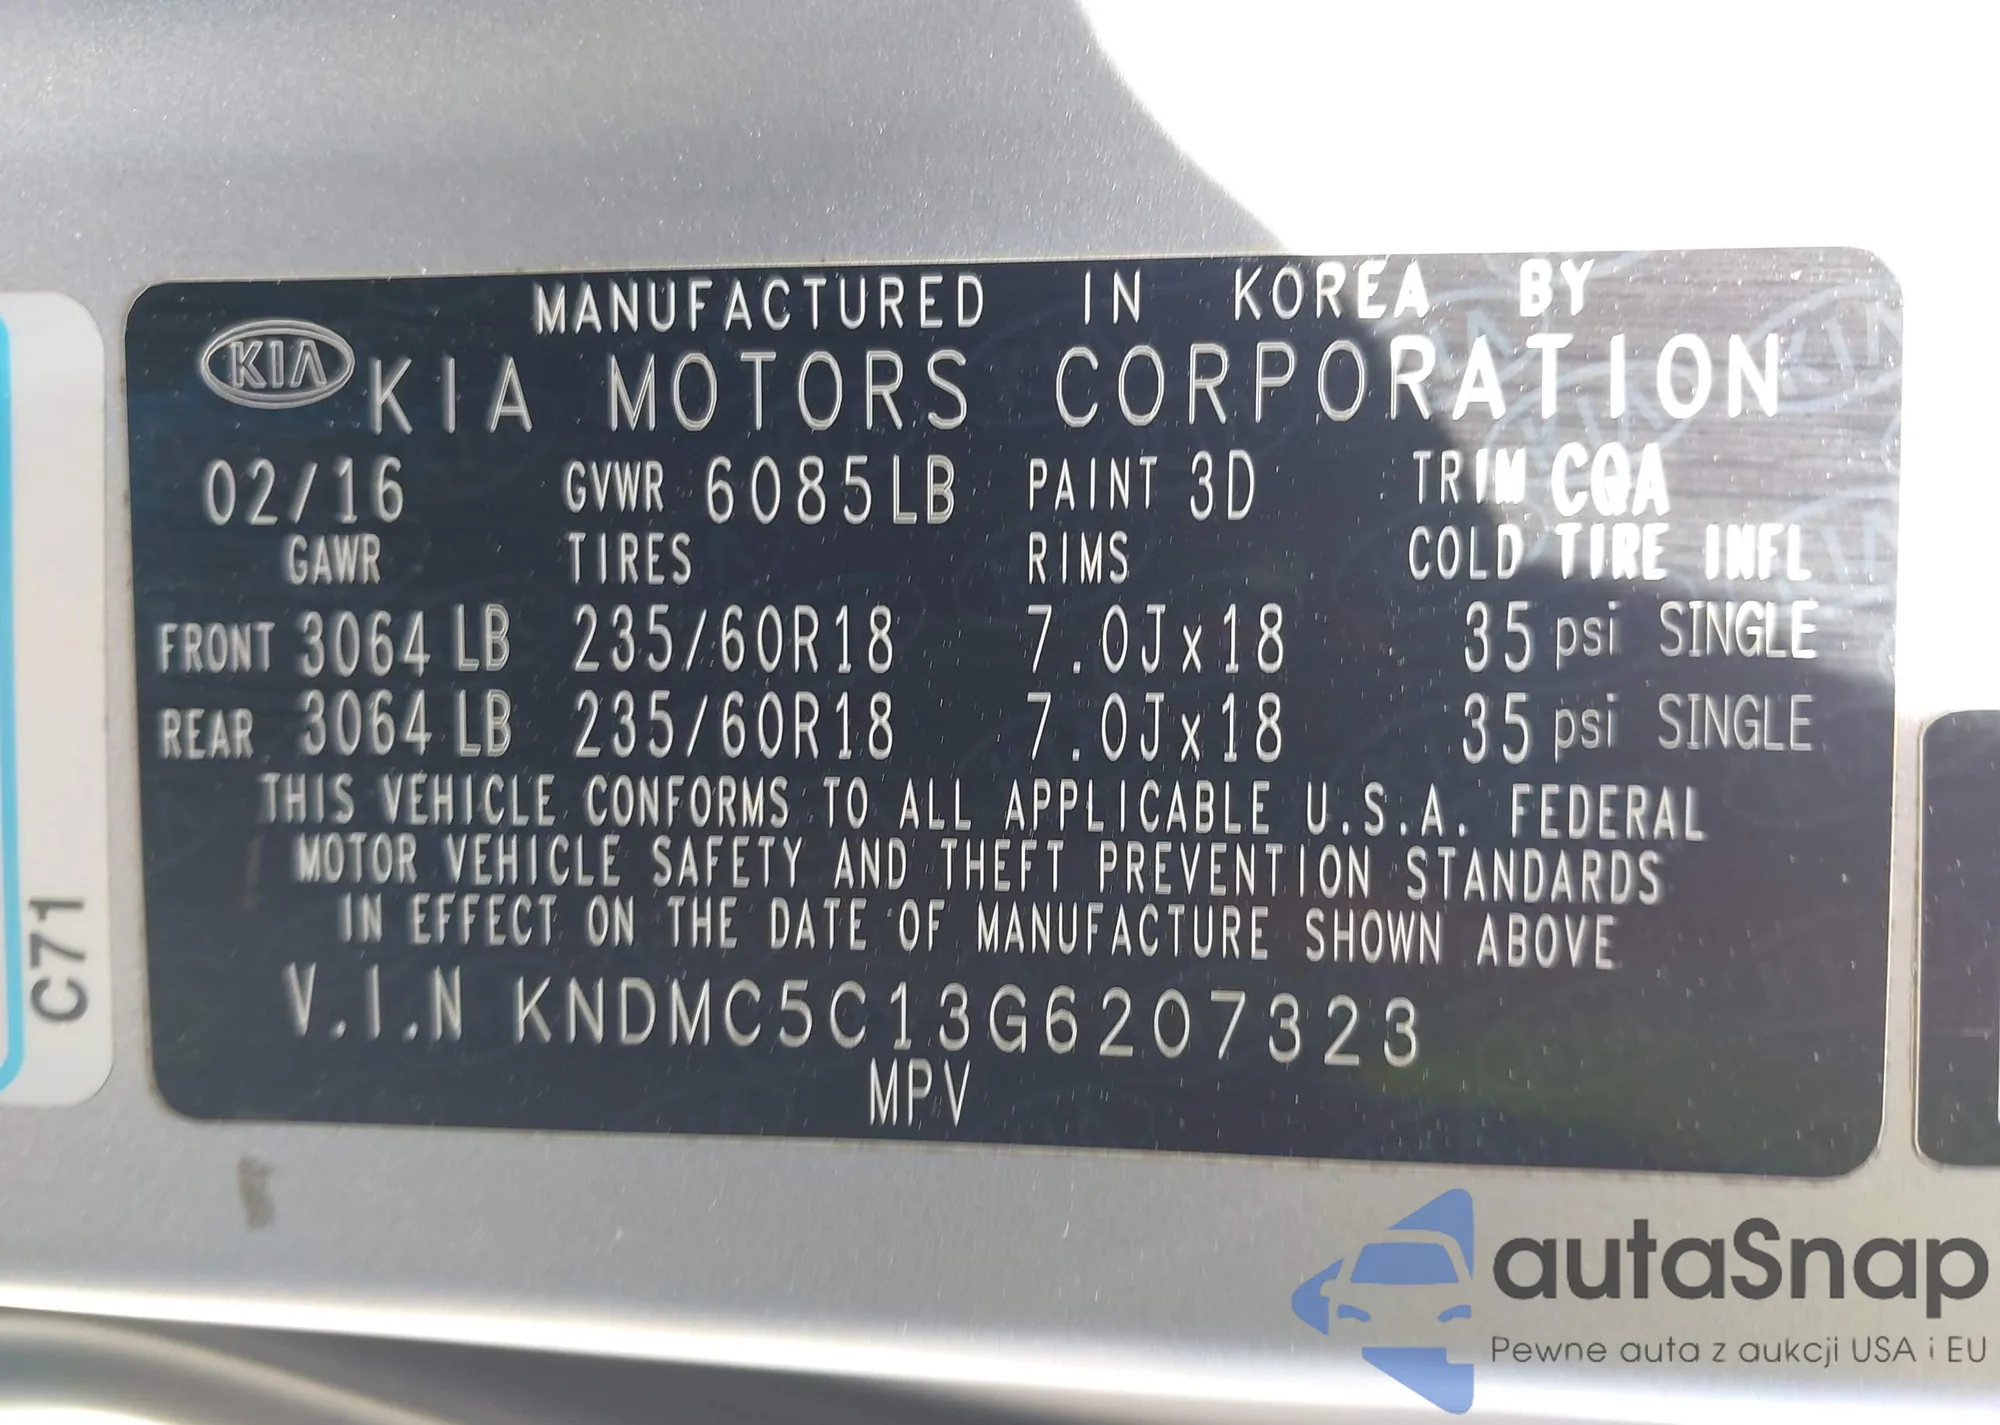 MANUFACTURED IN KOREA BY
KIA KIA MOTORS CORPORATION
02/16 GVWR 6085LB PAINT 3D TRIM CQA
GAWR TIRES RIMS COLD TIRE INFL
FRONT 3064 LB 235/60R18 7.0Jx18 35 psi SINGLE
REAR 3064 LB 235/60R18 7.0Jx18 35 psi SINGLE
THIS VEHICLE CONFORMS TO ALL APPLICABLE U.S.A. FEDERAL
MOTOR VEHICLE SAFETY AND THEFT PREVENTION STANDARDS
IN EFFECT ON THE DATE OF MANUFACTURE SHOWN ABOVE
V.I.N KNDMC5C13G6207323
MPV
C71
autaSnap
Pewne auta z aukcji USA i EU